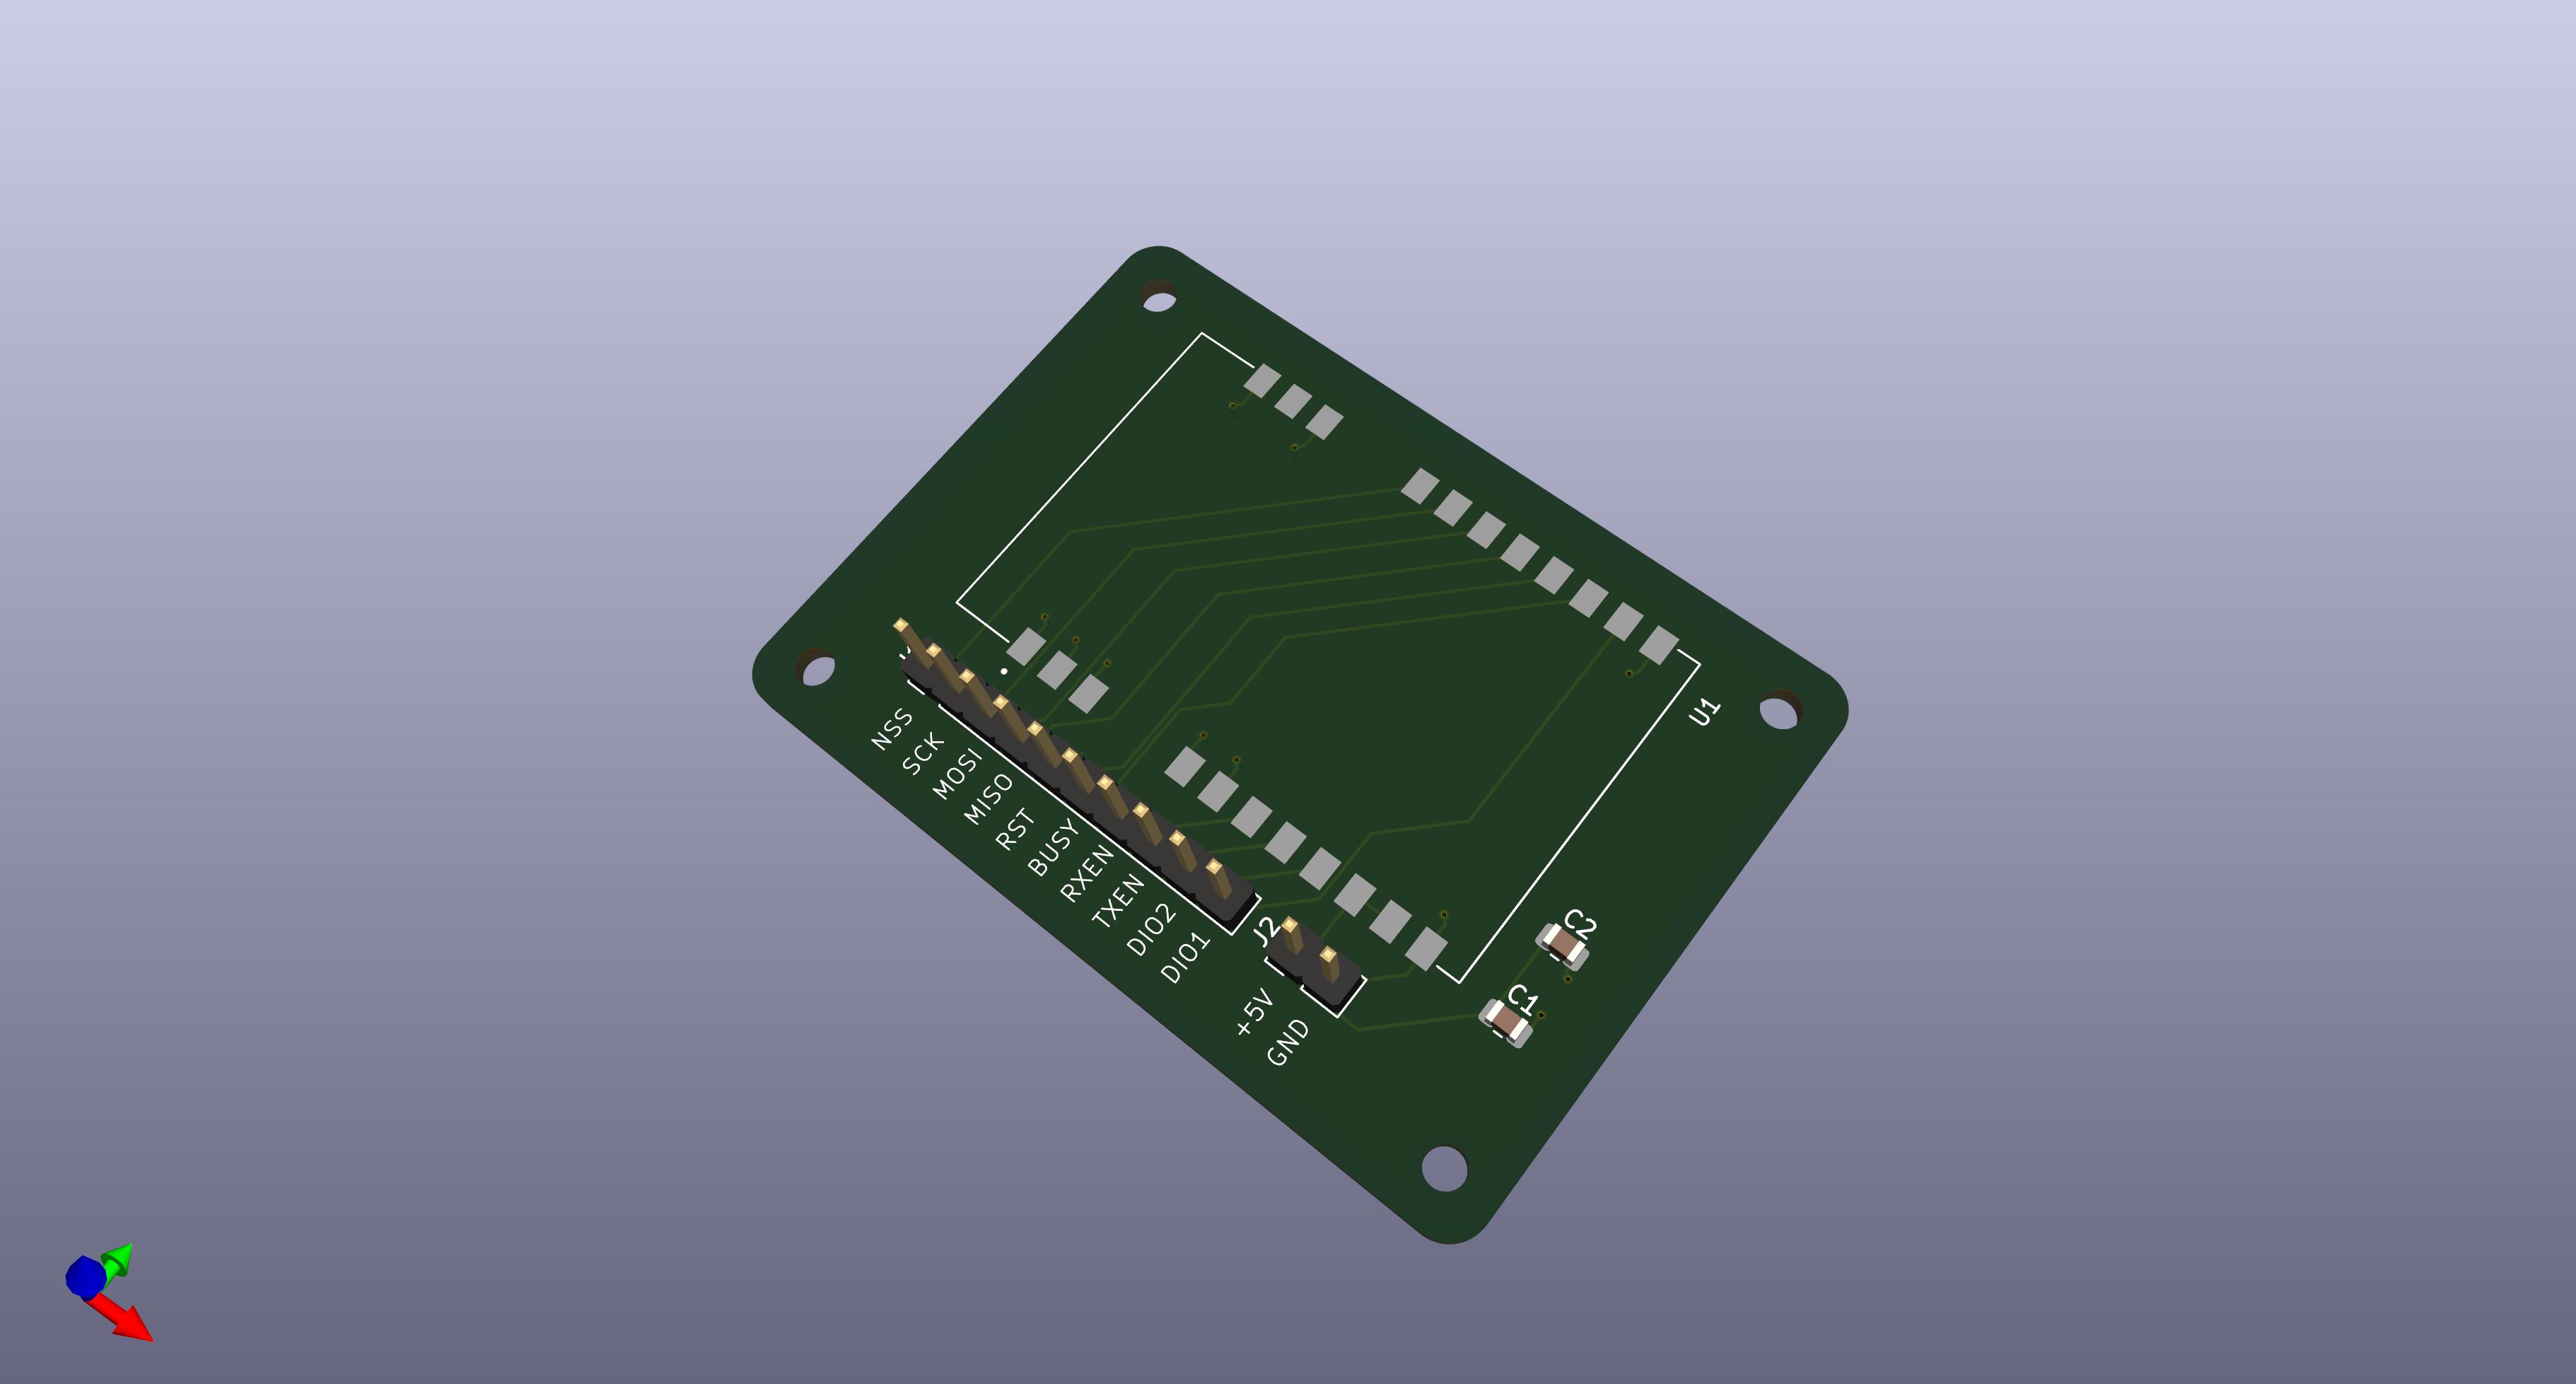 U1
NSS
SCK
MOSI
MISO
RST
BUSY
RXEN
TXEN
DIO2
DIO1
J2
+5V
GND
C2
C1